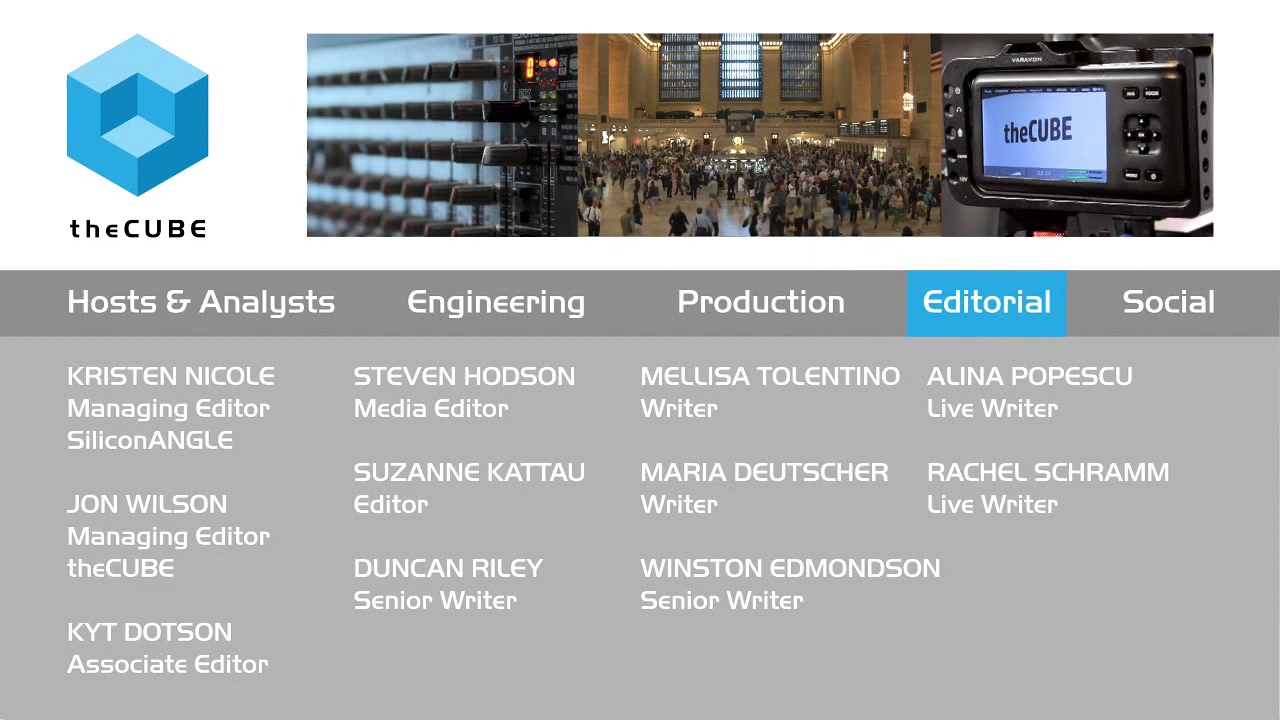 theCUBE
VARAVON
theCUBE
MENU
Hosts & Analysts
Engineering
Production
Editorial
Social
KRISTEN NICOLE
Managing Editor
SiliconANGLE
JON WILSON
Managing Editor
theCUBE
KYT DOTSON
Associate Editor
STEVEN HODSON
Media Editor
SUZANNE KATTAU
Editor
DUNCAN RILEY
Senior Writer
MELLISA TOLENTINO
Writer
MARIA DEUTSCHER
Writer
WINSTON EDMONDSON
Senior Writer
ALINA POPESCU
Live Writer
RACHEL SCHRAMM
Live Writer